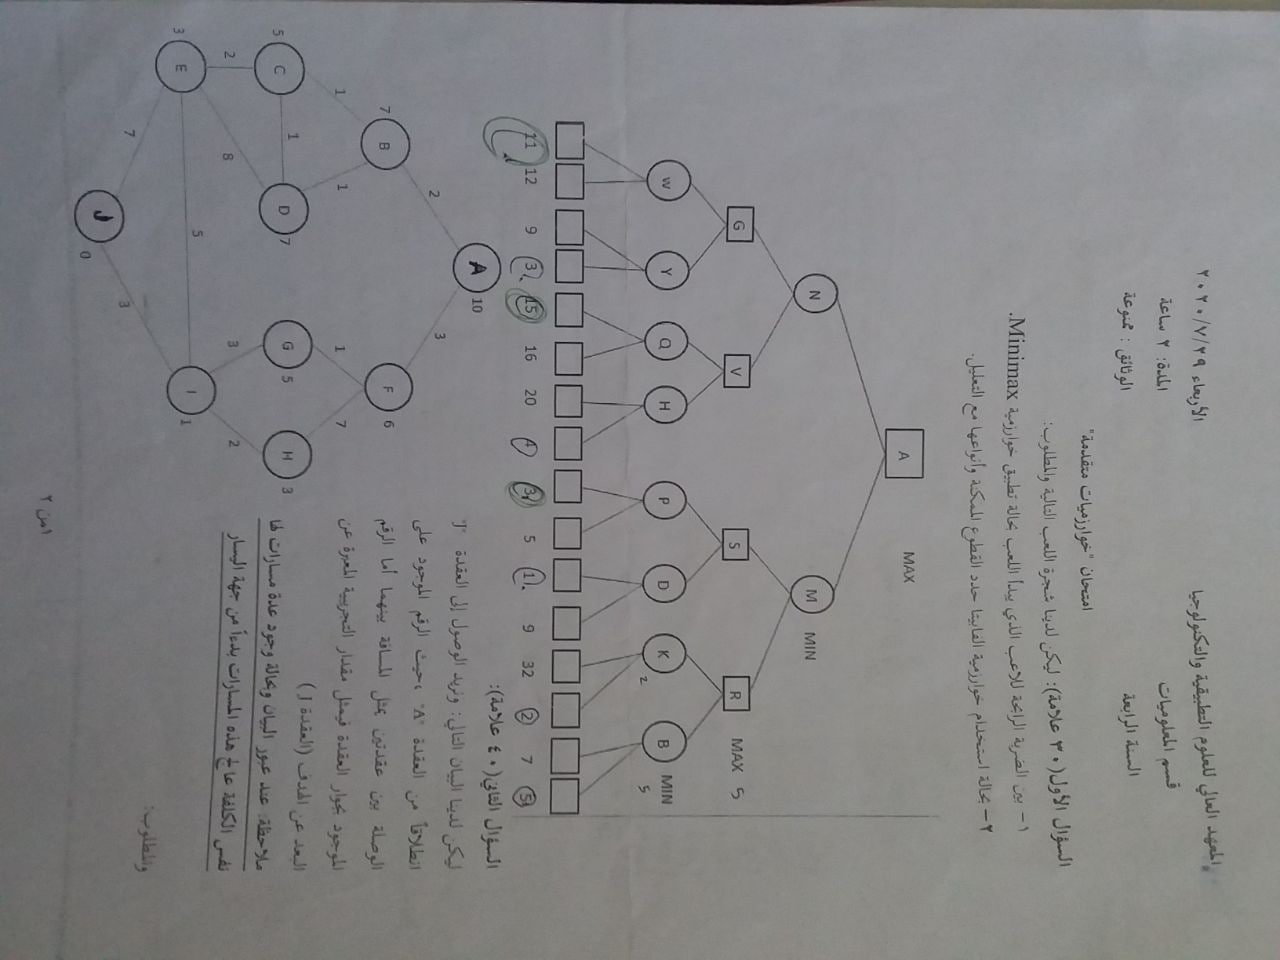 المعهد العالي للعلوم التطبيقية والتكنولوجيا
الأربعاء ٢٠٢٠/٧/٢٩
قسم المعلوميات
المدة: ٢ ساعة
السنة الرابعة
الوثائق : ممنوعة
امتحان "خوارزميات متقدمة"
السؤال الأول(٣٠ علامة): ليكن لدينا شجرة اللعب التالية والمطلوب:
١- بين الضربة الرابحة للاعب الذي يبدأ اللعب بحالة تطبيق خوارزمية Minimax.
٢- بحالة استخدام خوارزمية الفابيتا حدد القطوع الممكنة وأنواعها مع التعليل.
A MAX
N M MIN
G V S R MAX 5
W Y Q H P D K B MIN
2 5
11 12 9 3 15 16 20 4 3 5 1 9 32 2 7 5
السؤال الثاني(٤٠ علامة):
ليكن لدينا البيان التالي: ونريد الوصول إلى العقدة "J"
انطلاقاً من العقدة "A"، حيث الرقم الموجود على
الوصلة بين عقدتين يمثل المسافة بينهما أما الرقم
الموجود بجوار العقدة فيمثل مقدار التجريبية المعبرة عن
البعد عن الهدف (العقدة J)
ملاحظة: عند عبور البيان وبحالة وجود عدة مسارات لها
نفس الكلفة عالج هذه المسارات بدءاً من جهة اليسار
A 10
2 3
7 B F 6
1 1 1 7
5 C 1 D 7 G 5 H 3
2 8 3 2
3 E 5 I 1
7 3
J 0
والمطلوب:
١من ٢